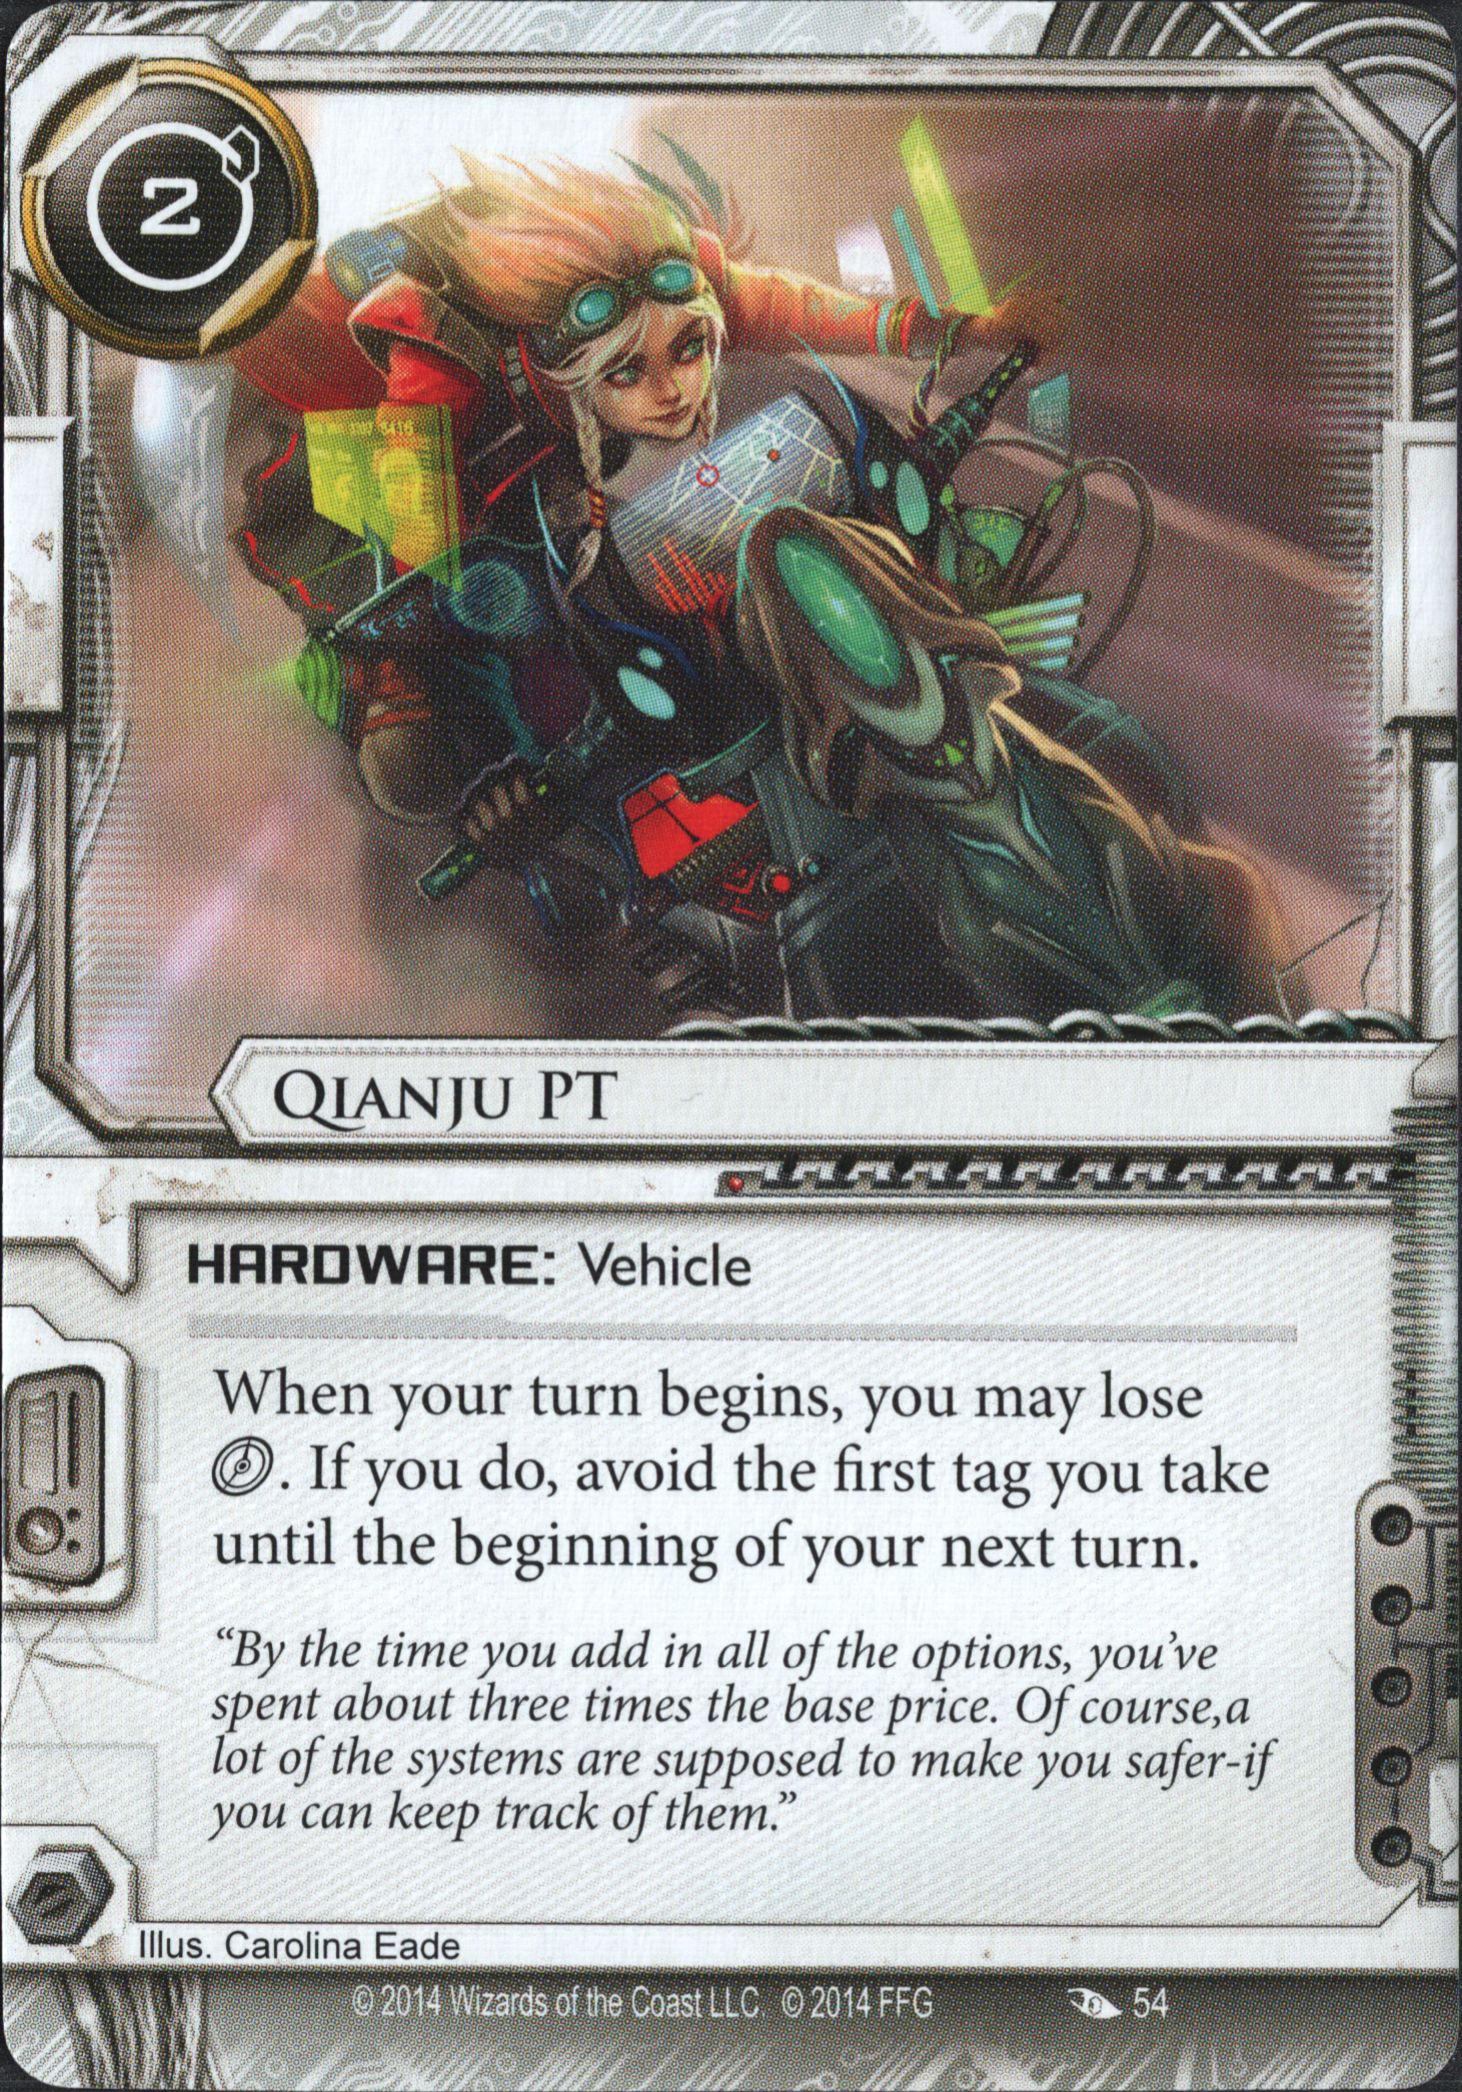 2
QIANJU PT
HARDWARE: Vehicle
When your turn begins, you may lose
. If you do, avoid the first tag you take
until the beginning of your next turn.
“By the time you add in all of the options, you’ve
spent about three times the base price. Of course,a
lot of the systems are supposed to make you safer-if
you can keep track of them.”
Illus. Carolina Eade
© 2014 Wizards of the Coast LLC © 2014 FFG 54